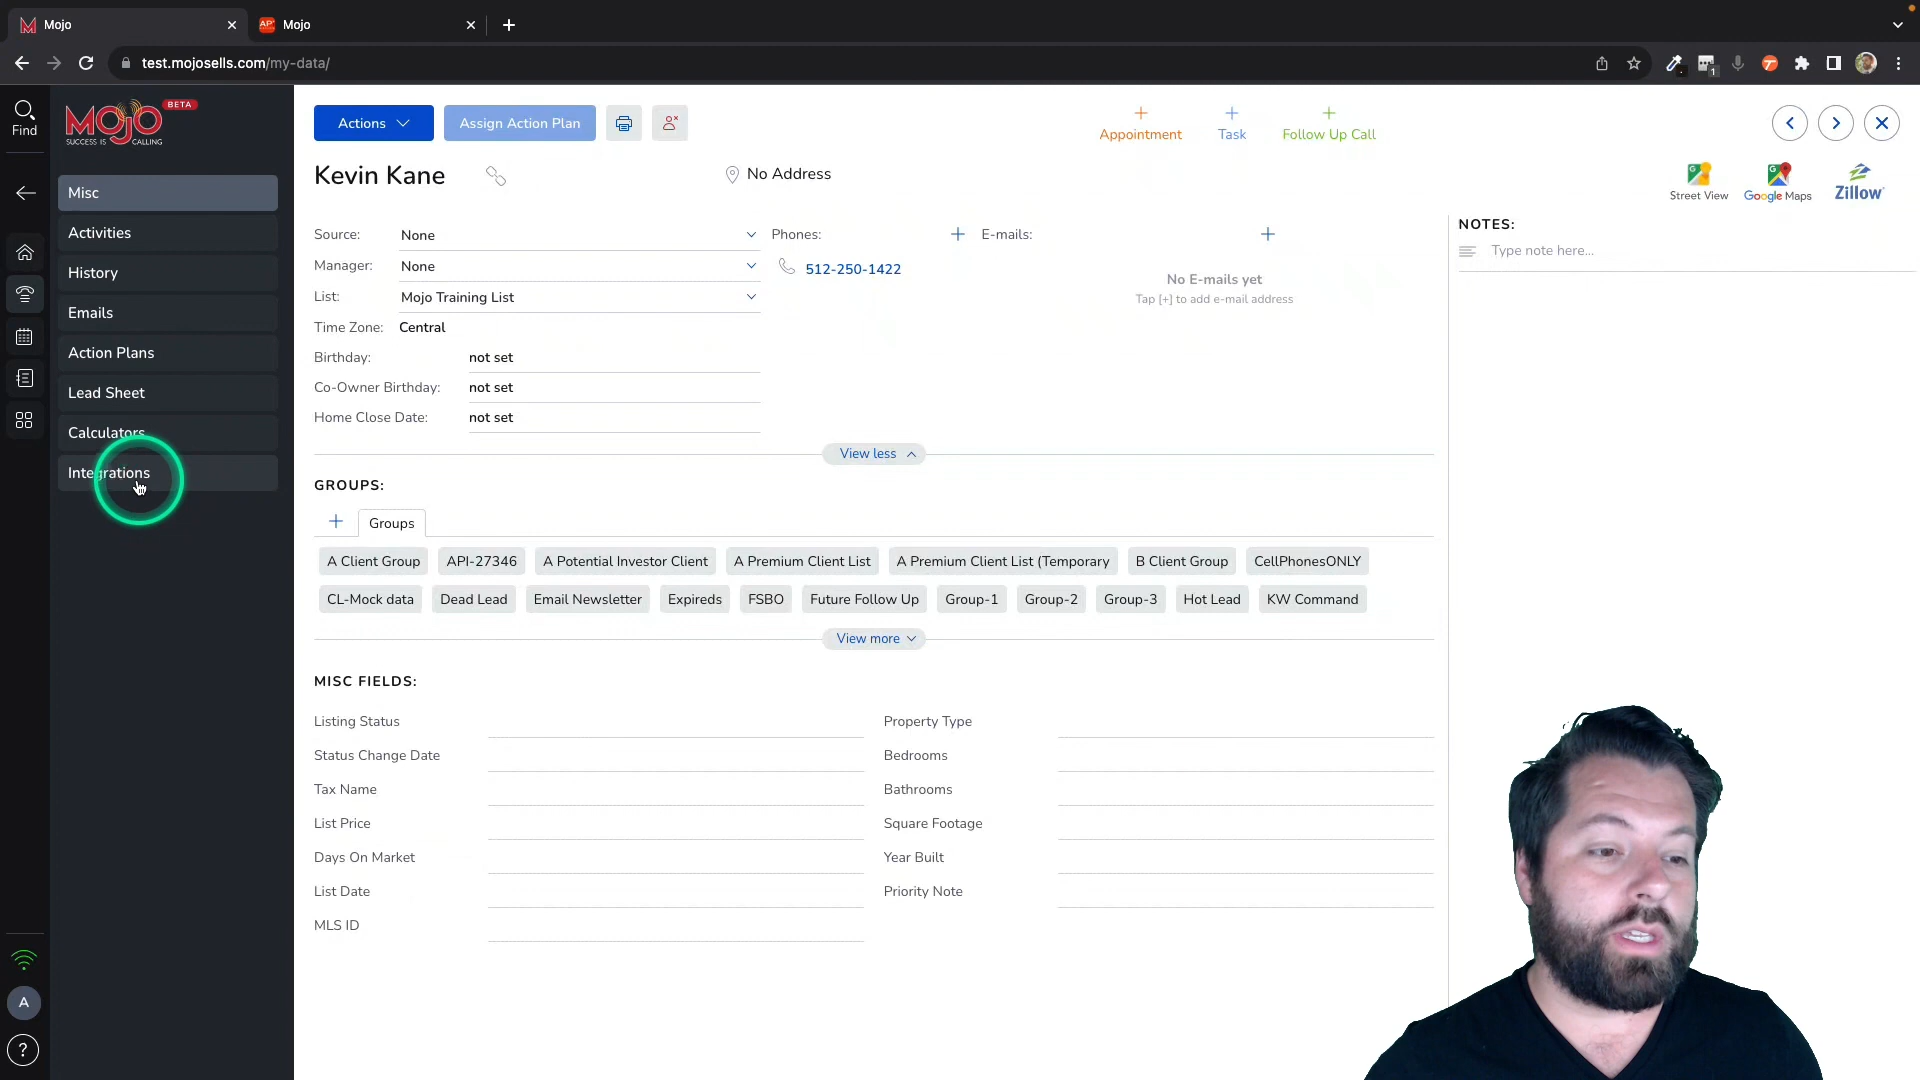 Mojo
Mojo
test.mojosells.com/my-data/
1
Find
MOJO BETA
SUCCESS IS CALLING
Misc
Activities
History
Emails
Action Plans
Lead Sheet
Calculators
Integrations
A
?
Actions
Assign Action Plan
Appointment
Task
Follow Up Call
Kevin Kane
No Address
Street View
Google Maps
Zillow
Source: None
Manager: None
List: Mojo Training List
Time Zone: Central
Birthday: not set
Co-Owner Birthday: not set
Home Close Date: not set
Phones:
512-250-1422
E-mails:
No E-mails yet
Tap [+] to add e-mail address
NOTES:
Type note here...
View less
GROUPS:
Groups
A Client Group API-27346 A Potential Investor Client A Premium Client List A Premium Client List (Temporary B Client Group CellPhonesONLY
CL-Mock data Dead Lead Email Newsletter Expireds FSBO Future Follow Up Group-1 Group-2 Group-3 Hot Lead KW Command
View more
MISC FIELDS:
Listing Status
Status Change Date
Tax Name
List Price
Days On Market
List Date
MLS ID
Property Type
Bedrooms
Bathrooms
Square Footage
Year Built
Priority Note